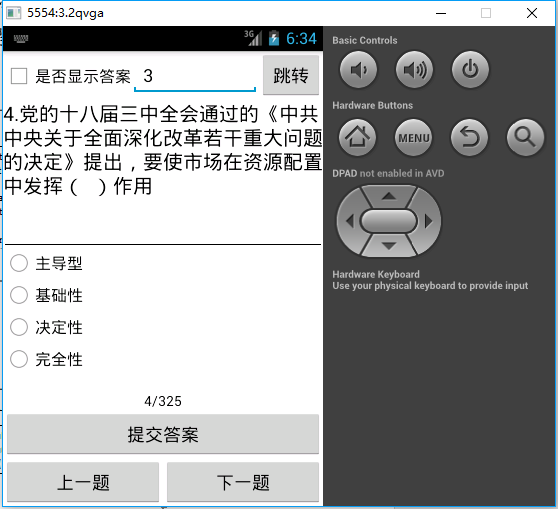 5554:3.2qvga
3G 6:34
是否显示答案 3 跳转
4.党的十八届三中全会通过的《中共
中央关于全面深化改革若干重大问题
的决定》提出，要使市场在资源配置
中发挥（ ）作用
主导型
基础性
决定性
完全性
4/325
提交答案
上一题 下一题
Basic Controls
Hardware Buttons
MENU
DPAD not enabled in AVD
Hardware Keyboard
Use your physical keyboard to provide input